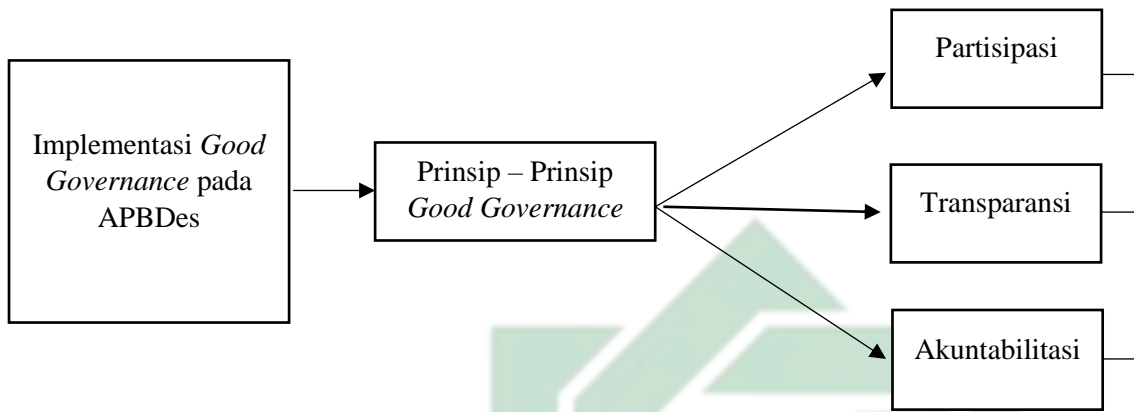 Implementasi Good
Governance pada
APBDes
Prinsip – Prinsip
Good Governance
Partisipasi
Transparansi
Akuntabilitasi